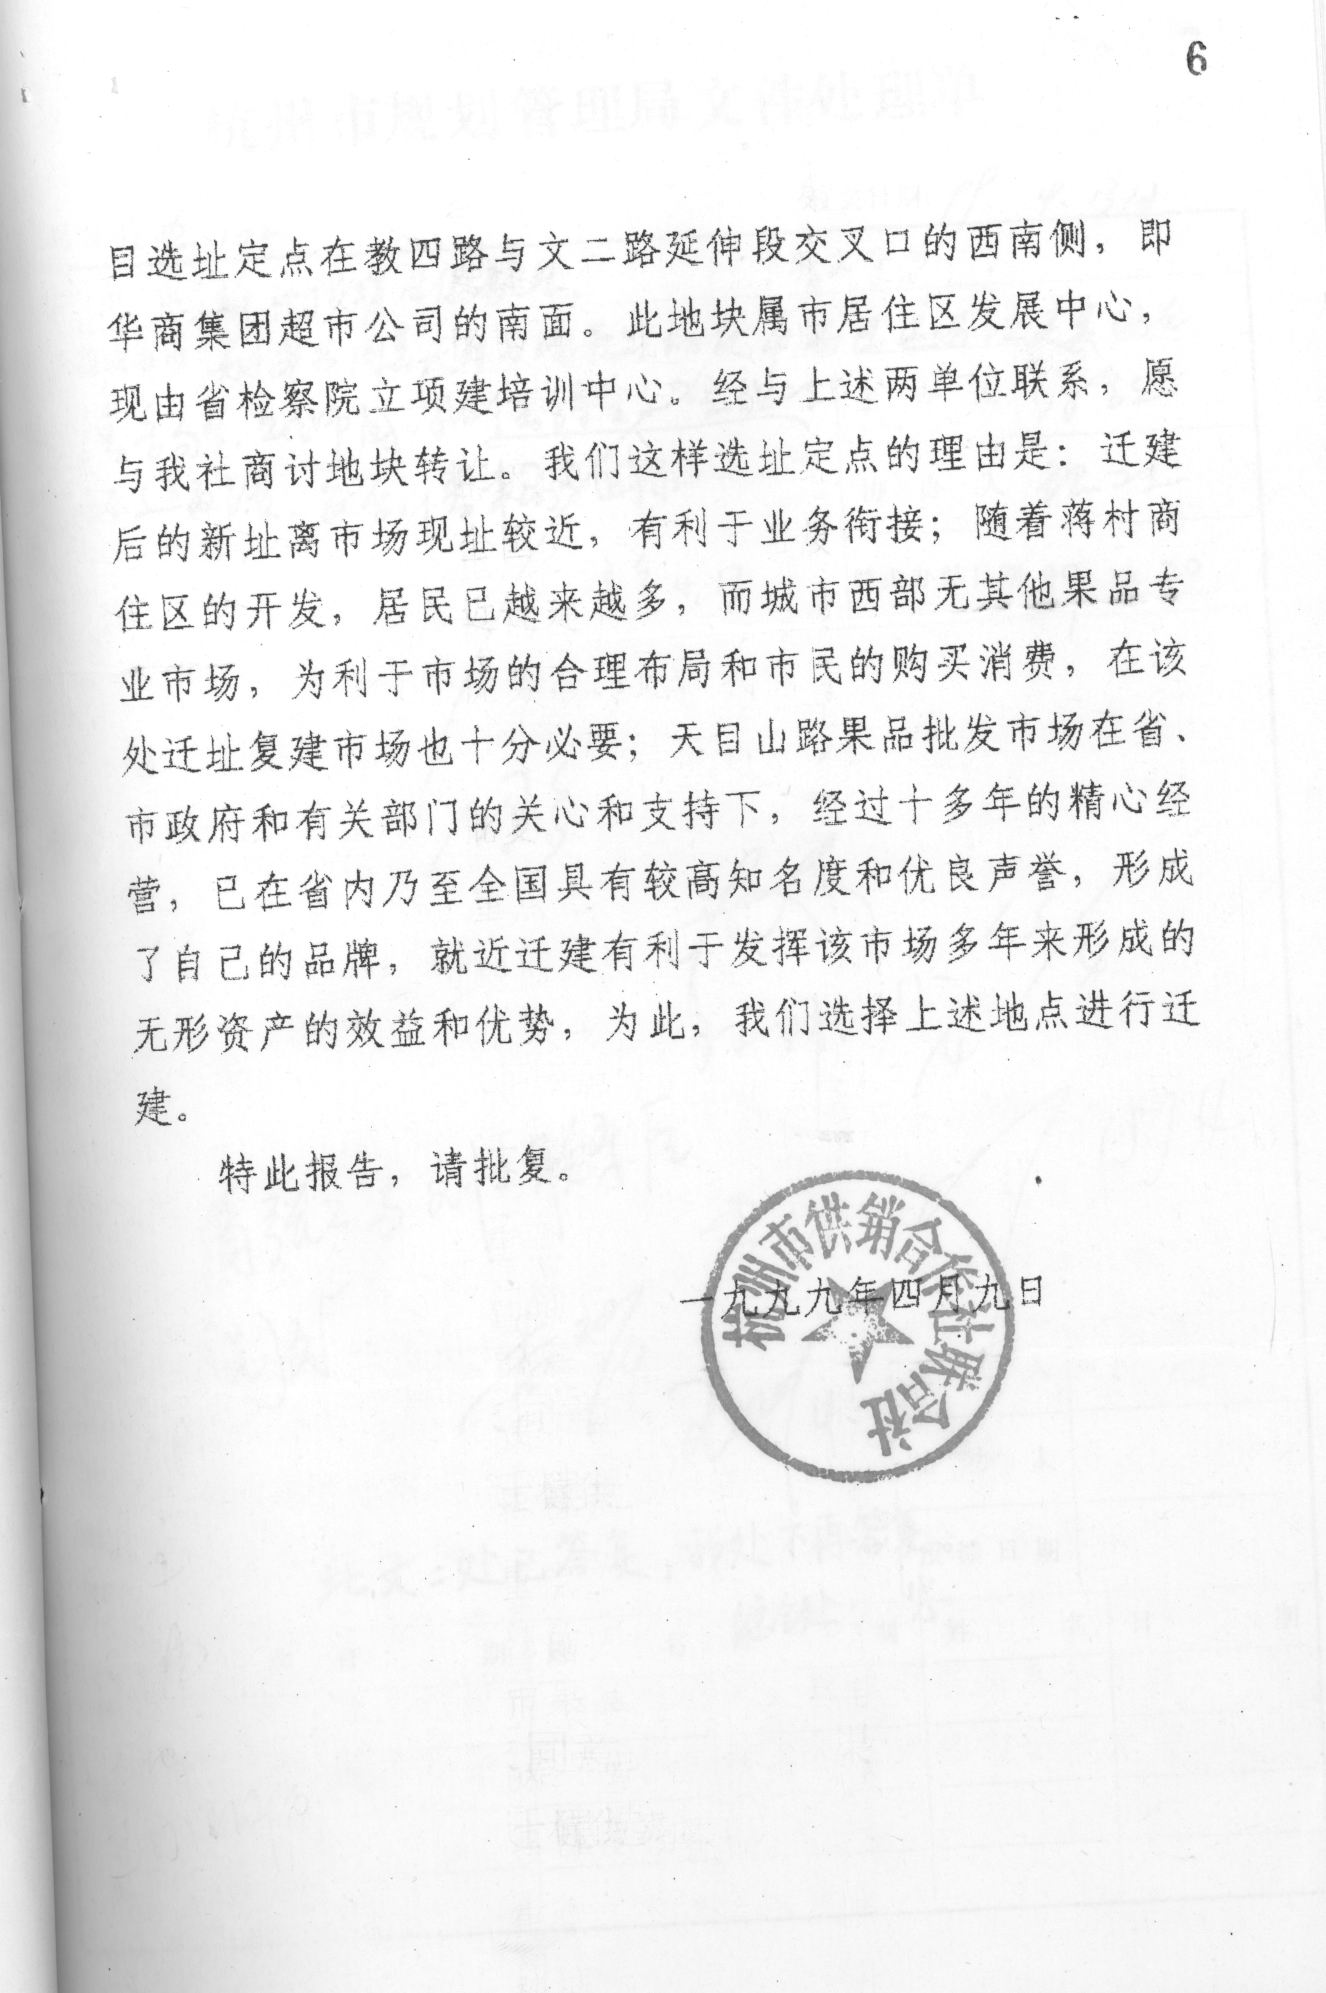 6
目选址定点在教四路与文二路延伸段交叉口的西南侧，即
华商集团超市公司的南面。此地块属市居住区发展中心，
现由省检察院立项建培训中心。经与上述两单位联系，愿
与我社商讨地块转让。我们这样选址定点的理由是：迁建
后的新址离市场现址较近，有利于业务衔接；随着蒋村商
住区的开发，居民已越来越多，而城市西部无其他果品专
业市场，为利于市场的合理布局和市民的购买消费，在该
处迁址复建市场也十分必要；天目山路果品批发市场在省、
市政府和有关部门的关心和支持下，经过十多年的精心经
营，已在省内乃至全国具有较高知名度和优良声誉，形成
了自己的品牌，就近迁建有利于发挥该市场多年来形成的
无形资产的效益和优势，为此，我们选择上述地点进行迁
建。
特此报告，请批复。
杭州市供销合作社联合社
一九九九年四月九日